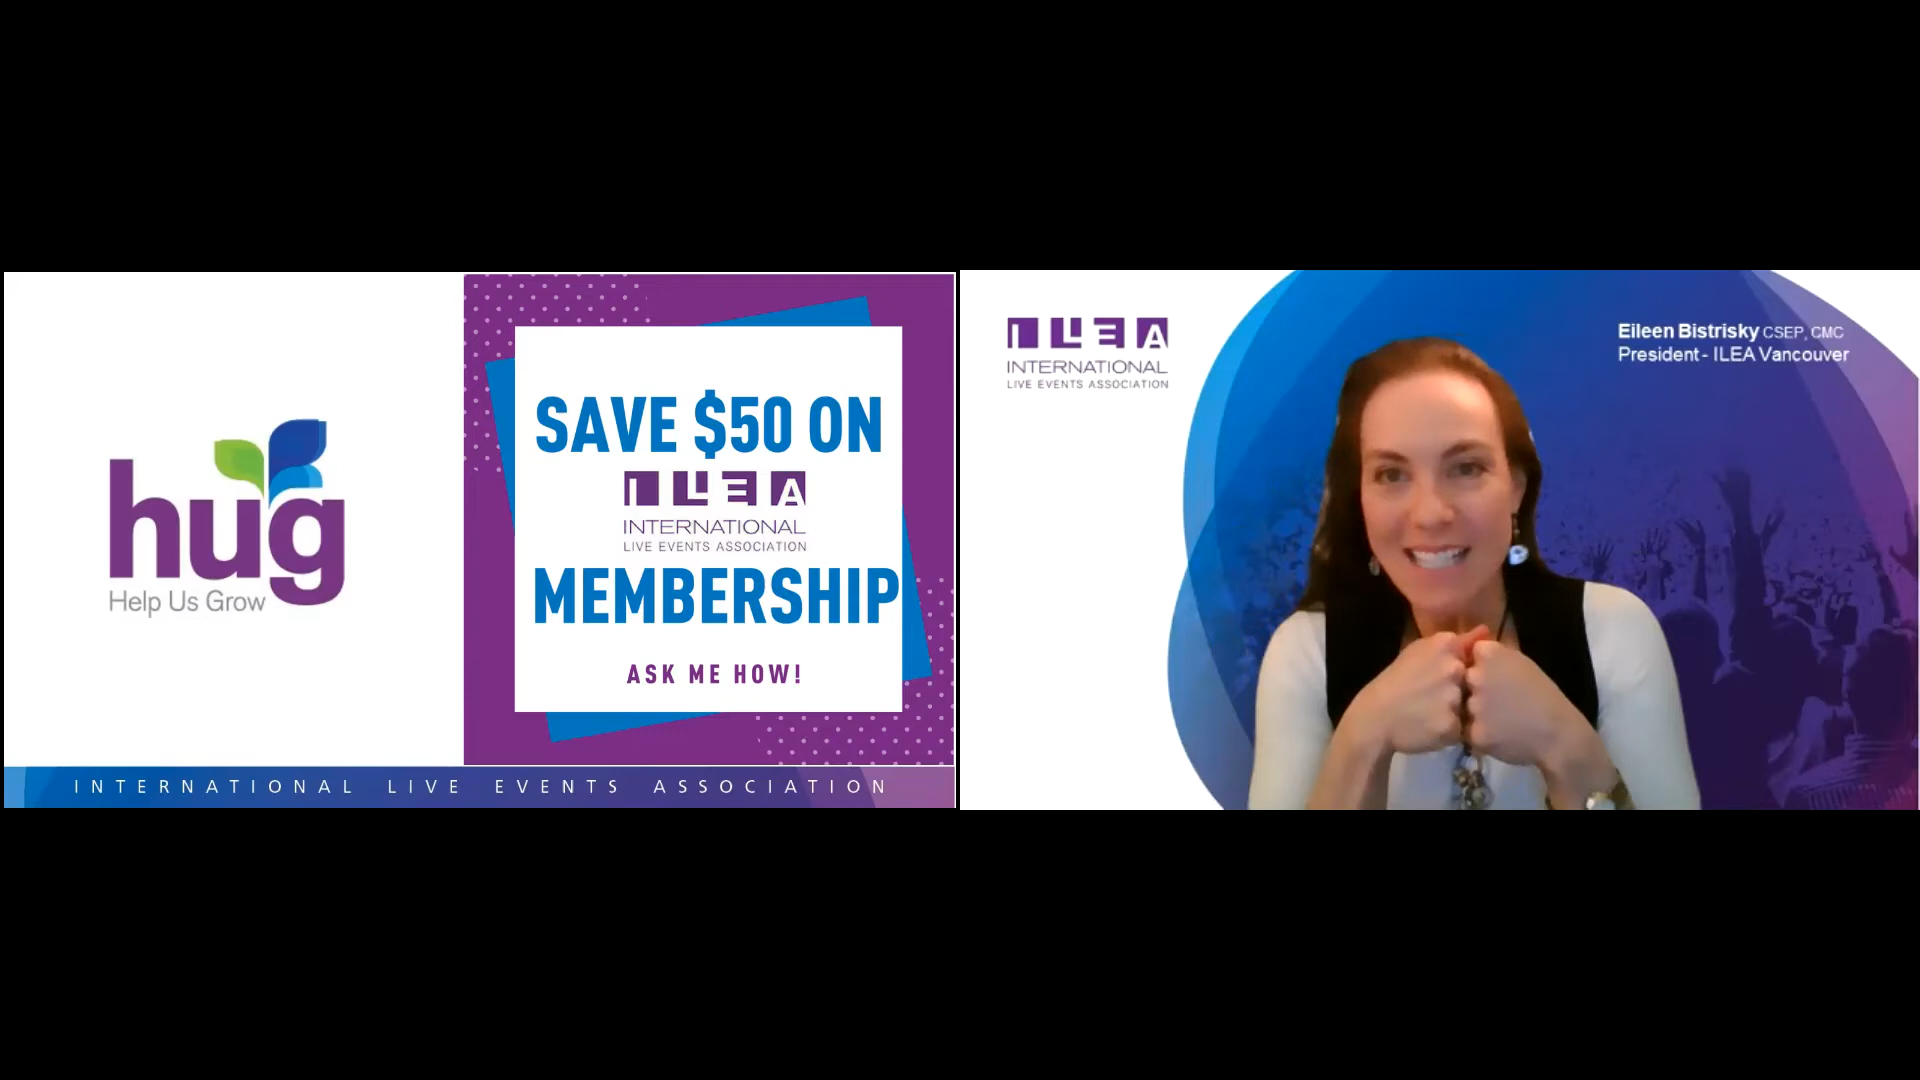 hug
Help Us Grow
SAVE $50 ON
ILEA
INTERNATIONAL
LIVE EVENTS ASSOCIATION
MEMBERSHIP
ASK ME HOW!
INTERNATIONAL LIVE EVENTS ASSOCIATION
ILEA
INTERNATIONAL
LIVE EVENTS ASSOCIATION
Eileen Bistrisky CSEP, CMC
President - ILEA Vancouver